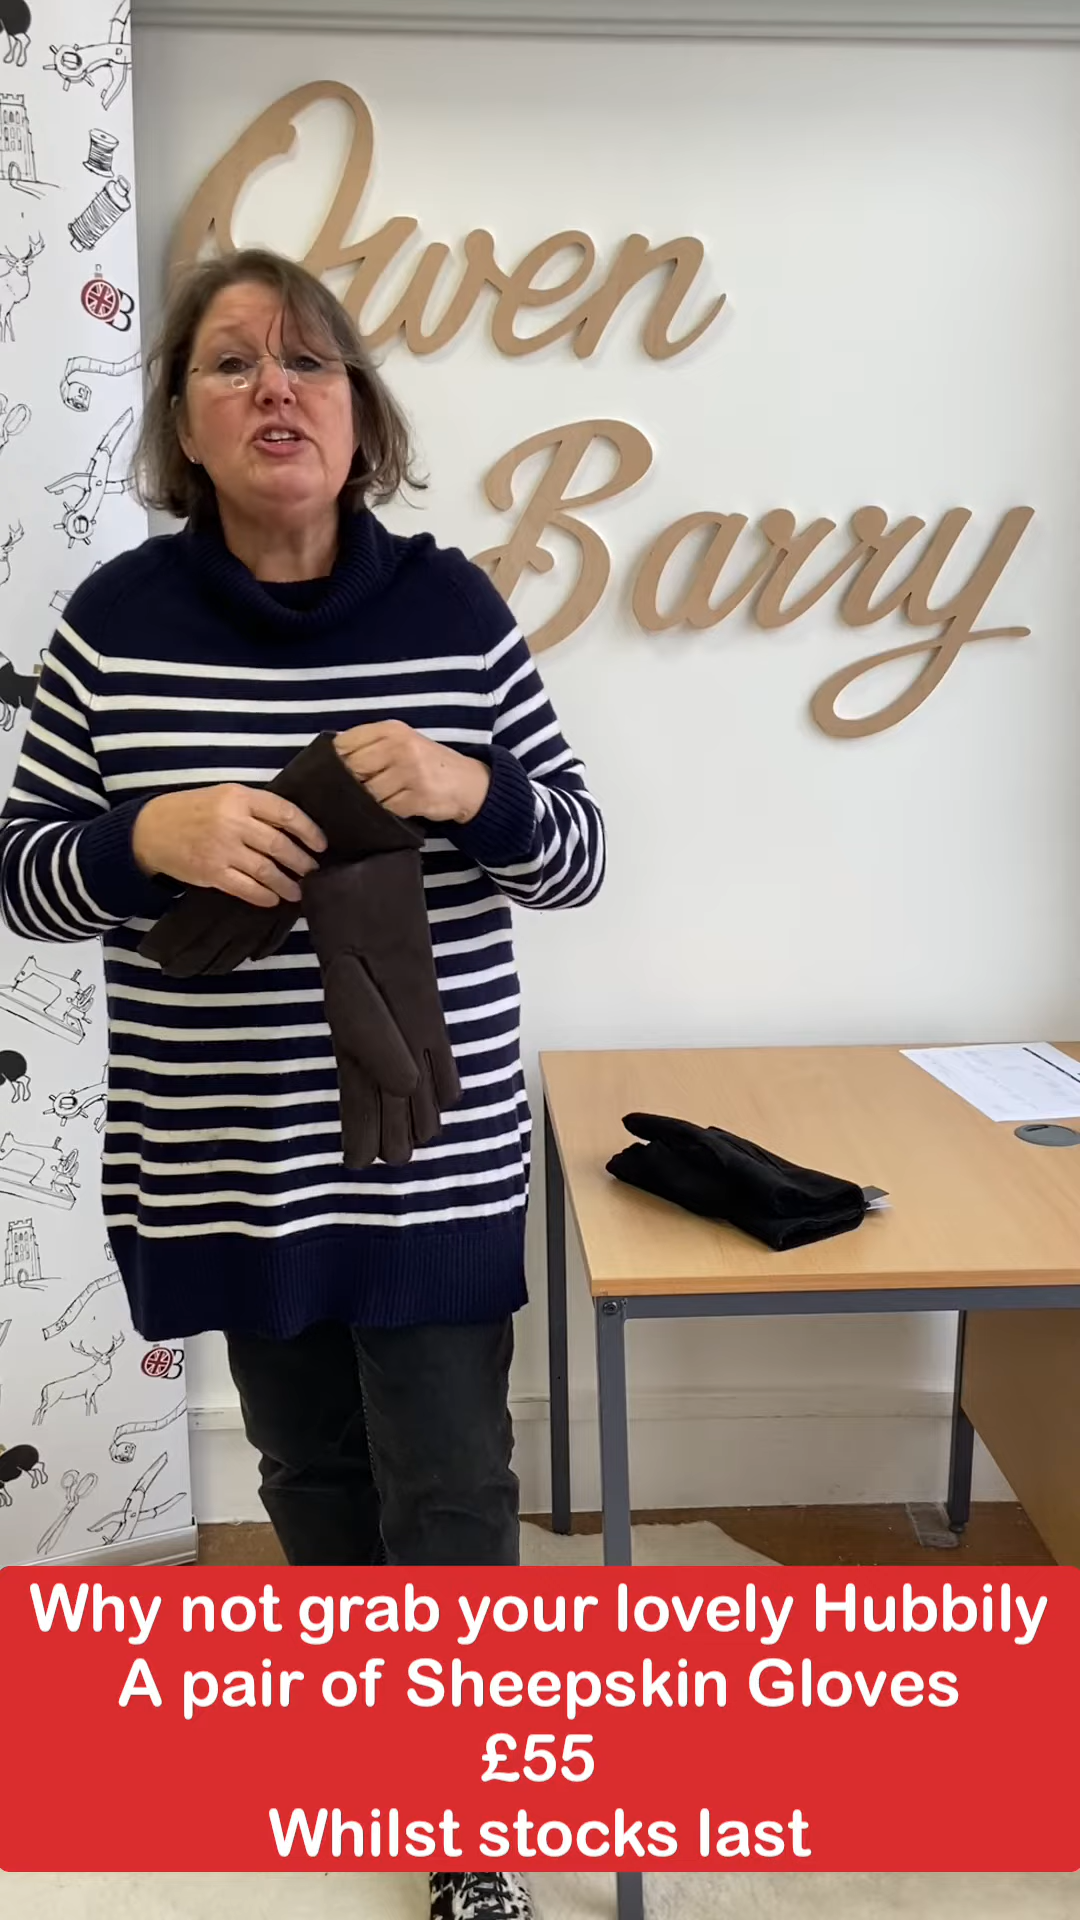 Owen
Barry
Why not grab your lovely Hubbily
A pair of Sheepskin Gloves
£55
Whilst stocks last